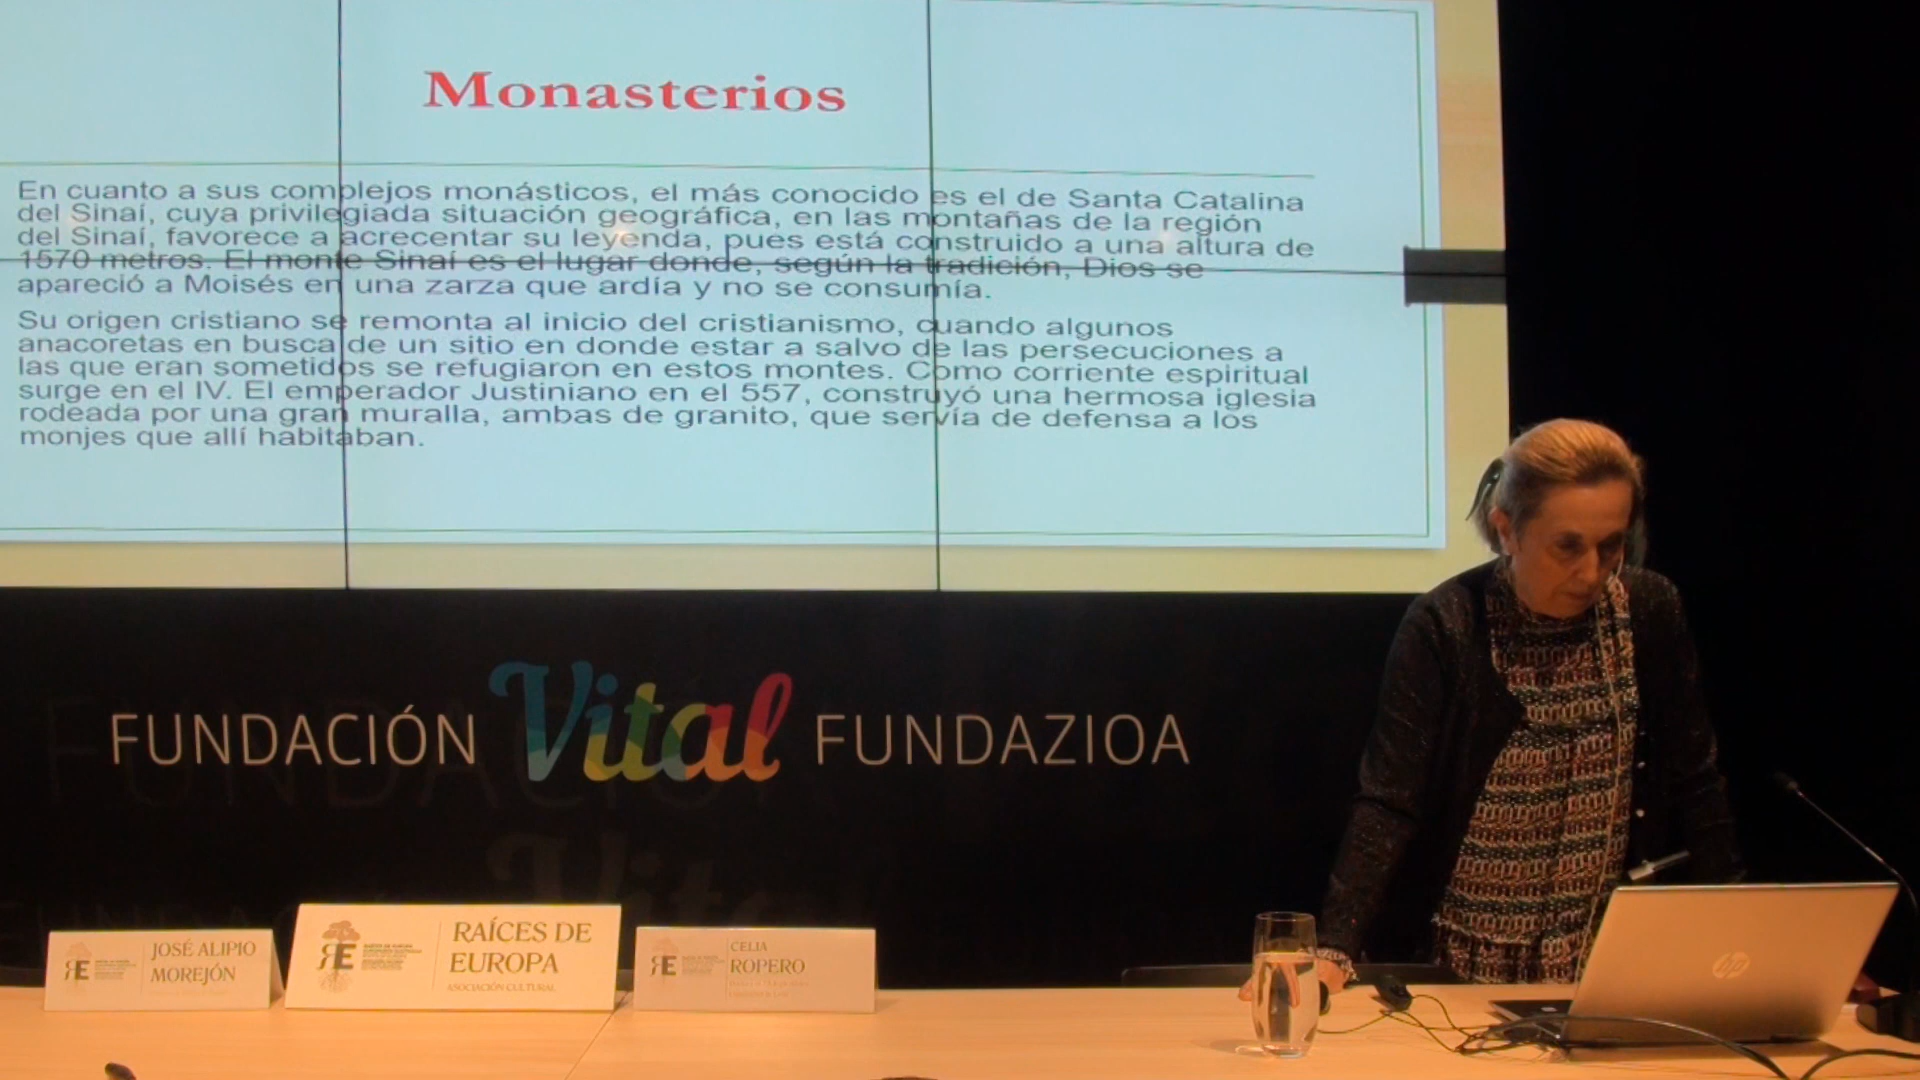 Monasterios
En cuanto a sus complejos monásticos, el más conocido es el de Santa Catalina
del Sinaí, cuya privilegiada situación geográfica, en las montañas de la región
del Sinaí, favorece a acrecentar su leyenda, pues está construido a una altura de
1570 metros. El monte Sinaí es el lugar donde, según la tradición, Dios se
apareció a Moisés en una zarza que ardía y no se consumía.
Su origen cristiano se remonta al inicio del cristianismo, cuando algunos
anacoretas en busca de un sitio en donde estar a salvo de las persecuciones a
las que eran sometidos se refugiaron en estos montes. Como corriente espiritual
surge en el IV. El emperador Justiniano en el 557, construyó una hermosa iglesia
rodeada por una gran muralla, ambas de granito, que servía de defensa a los
monjes que allí habitaban.
FUNDACIÓN Vital FUNDAZIOA
JOSÉ ALIPIO
MOREJÓN
RAÍCES DE
EUROPA
ASOCIACIÓN CULTURAL
CELIA
ROPERO
hp